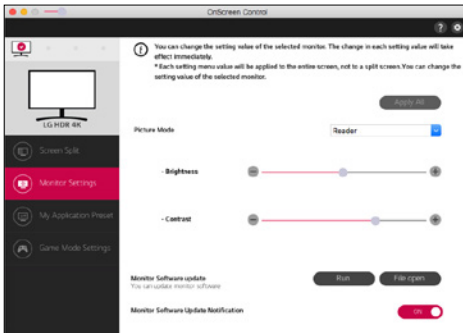 OnScreen Control
?
You can change the setting value of the selected monitor. The change in each setting value will take
effect immediately.
* Each setting menu value will be applied to the entire screen, not to a split screen.You can change the
setting value of the selected monitor.
Apply All
LG HDR 4K
Picture Mode
Reader
Screen Split
- Brightness
Monitor Settings
My Application Preset
- Contrast
Game Mode Settings
Monitor Software update
You can update monitor software
Run
File open
Monitor Software Update Notification
ON